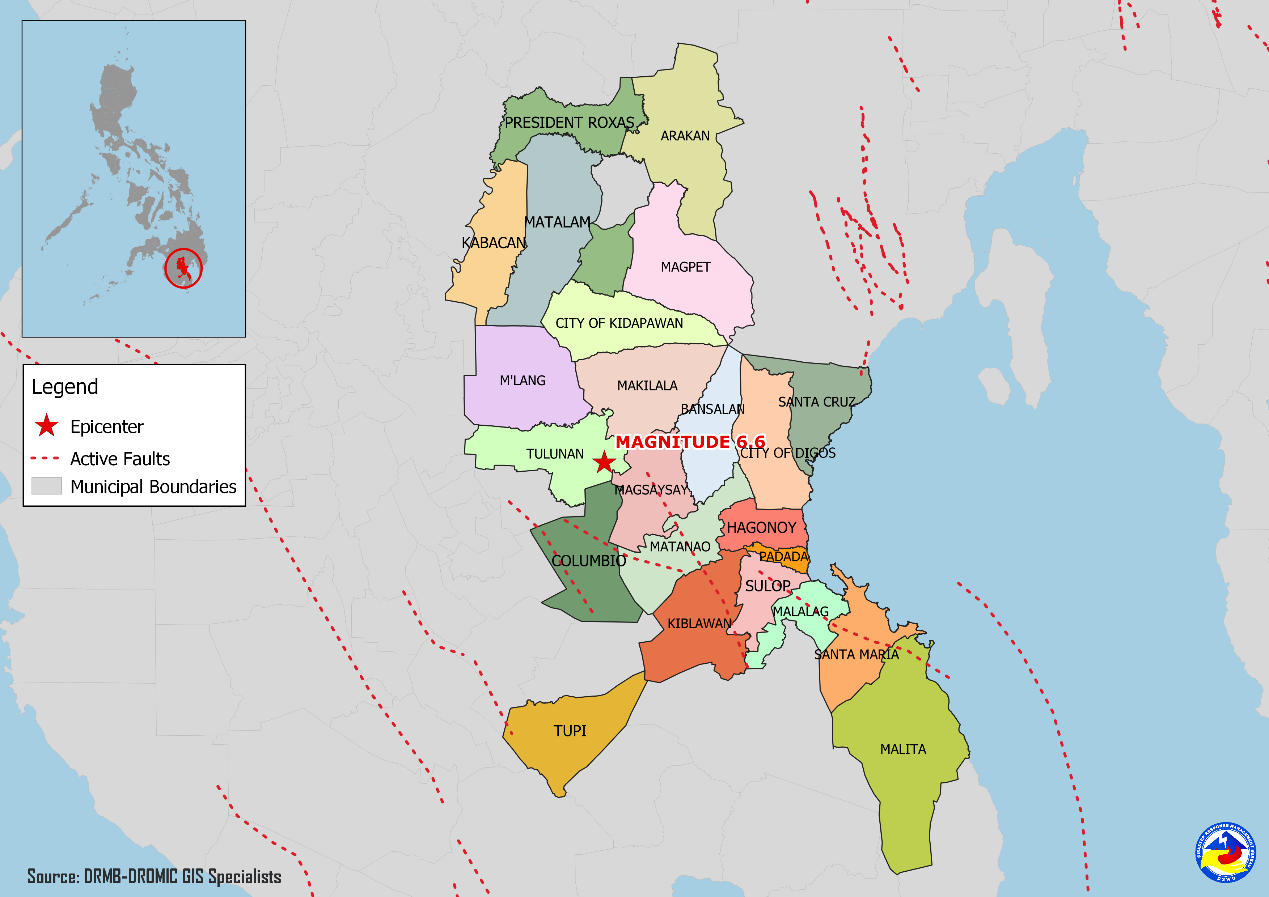 PRESIDENT ROXAS
ARAKAN
MATALAM
KABACAN
MAGPET
CITY OF KIDAPAWAN
M'LANG
MAKILALA
BANSALAN
SANTA CRUZ
MAGNITUDE 6.6
TULUNAN
CITY OF DIGOS
MAGSAYSAY
HAGONOY
MATANAO
PADADA
COLUMBIO
SULOP
MALALAG
KIBLAWAN
SANTA MARIA
TUPI
MALITA
Legend
Epicenter
Active Faults
Municipal Boundaries
Source: DRMB-DROMIC GIS Specialists